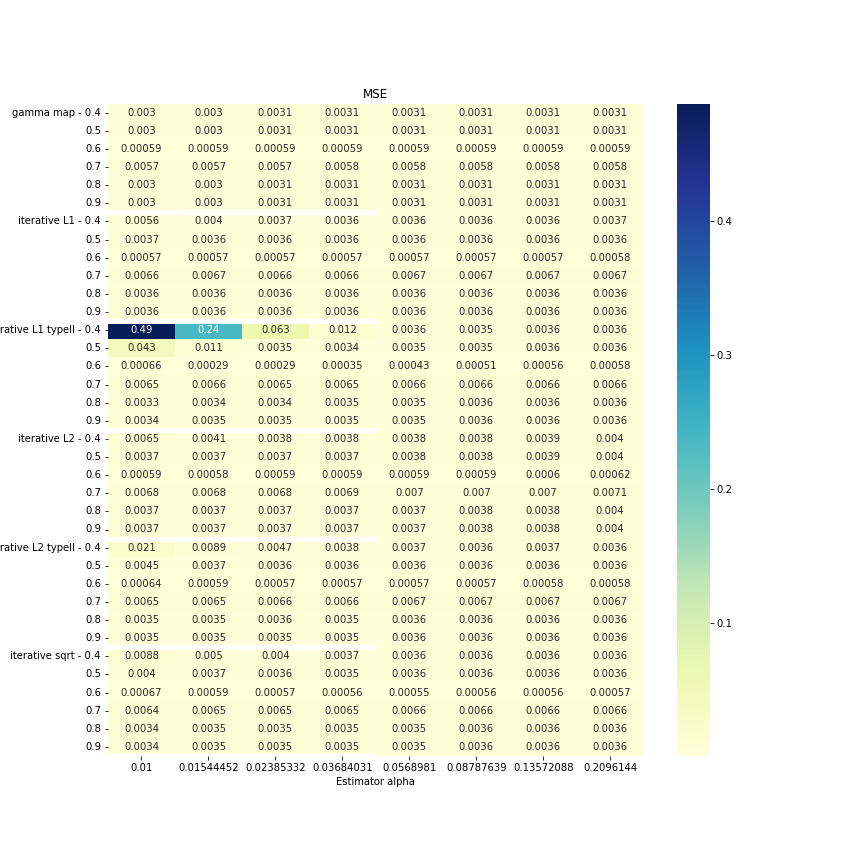 MSE
gamma map - 0.4 0.003 0.003 0.0031 0.0031 0.0031 0.0031 0.0031 0.0031
0.5 0.003 0.003 0.0031 0.0031 0.0031 0.0031 0.0031 0.0031
0.6 0.00059 0.00059 0.00059 0.00059 0.00059 0.00059 0.00059 0.00059
0.7 0.0057 0.0057 0.0057 0.0058 0.0058 0.0058 0.0058 0.0058
0.8 0.003 0.003 0.0031 0.0031 0.0031 0.0031 0.0031 0.0031
0.9 0.003 0.003 0.0031 0.0031 0.0031 0.0031 0.0031 0.0031
iterative L1 - 0.4 0.0056 0.004 0.0037 0.0036 0.0036 0.0036 0.0036 0.0037
0.5 0.0037 0.0036 0.0036 0.0036 0.0036 0.0036 0.0036 0.0036
0.6 0.00057 0.00057 0.00057 0.00057 0.00057 0.00057 0.00057 0.00058
0.7 0.0066 0.0067 0.0066 0.0066 0.0067 0.0067 0.0067 0.0067
0.8 0.0036 0.0036 0.0036 0.0036 0.0036 0.0036 0.0036 0.0036
0.9 0.0036 0.0036 0.0036 0.0036 0.0036 0.0036 0.0036 0.0036
rative L1 typeII - 0.4 0.49 0.24 0.063 0.012 0.0036 0.0035 0.0036 0.0036
0.5 0.043 0.011 0.0035 0.0034 0.0035 0.0035 0.0036 0.0036
0.6 0.00066 0.00029 0.00029 0.00035 0.00043 0.00051 0.00056 0.00058
0.7 0.0065 0.0066 0.0065 0.0065 0.0066 0.0066 0.0066 0.0066
0.8 0.0033 0.0034 0.0034 0.0035 0.0035 0.0036 0.0036 0.0036
0.9 0.0034 0.0035 0.0035 0.0035 0.0035 0.0036 0.0036 0.0036
iterative L2 - 0.4 0.0065 0.0041 0.0038 0.0038 0.0038 0.0038 0.0039 0.004
0.5 0.0037 0.0037 0.0037 0.0037 0.0038 0.0038 0.0039 0.004
0.6 0.00059 0.00058 0.00059 0.00059 0.00059 0.00059 0.0006 0.00062
0.7 0.0068 0.0068 0.0068 0.0069 0.007 0.007 0.007 0.0071
0.8 0.0037 0.0037 0.0037 0.0037 0.0037 0.0038 0.0038 0.004
0.9 0.0037 0.0037 0.0037 0.0037 0.0037 0.0038 0.0038 0.004
rative L2 typeII - 0.4 0.021 0.0089 0.0047 0.0038 0.0037 0.0036 0.0037 0.0036
0.5 0.0045 0.0037 0.0036 0.0036 0.0036 0.0036 0.0036 0.0036
0.6 0.00064 0.00059 0.00057 0.00057 0.00057 0.00057 0.00058 0.00058
0.7 0.0065 0.0065 0.0066 0.0066 0.0067 0.0067 0.0067 0.0067
0.8 0.0035 0.0035 0.0035 0.0036 0.0036 0.0036 0.0036 0.0036
0.9 0.0035 0.0035 0.0035 0.0035 0.0036 0.0036 0.0036 0.0036
iterative sqrt - 0.4 0.0088 0.005 0.004 0.0037 0.0036 0.0036 0.0036 0.0036
0.5 0.004 0.0037 0.0036 0.0035 0.0036 0.0036 0.0036 0.0036
0.6 0.00067 0.00059 0.00057 0.00056 0.00055 0.00056 0.00056 0.00057
0.7 0.0064 0.0065 0.0065 0.0065 0.0066 0.0066 0.0066 0.0066
0.8 0.0034 0.0035 0.0035 0.0035 0.0035 0.0035 0.0036 0.0036
0.9 0.0034 0.0035 0.0035 0.0035 0.0035 0.0036 0.0036 0.0036
0.01 0.01544452 0.02385332 0.03684031 0.0568981 0.08787639 0.13572088 0.2096144
Estimator alpha
0.4
0.3
0.2
0.1